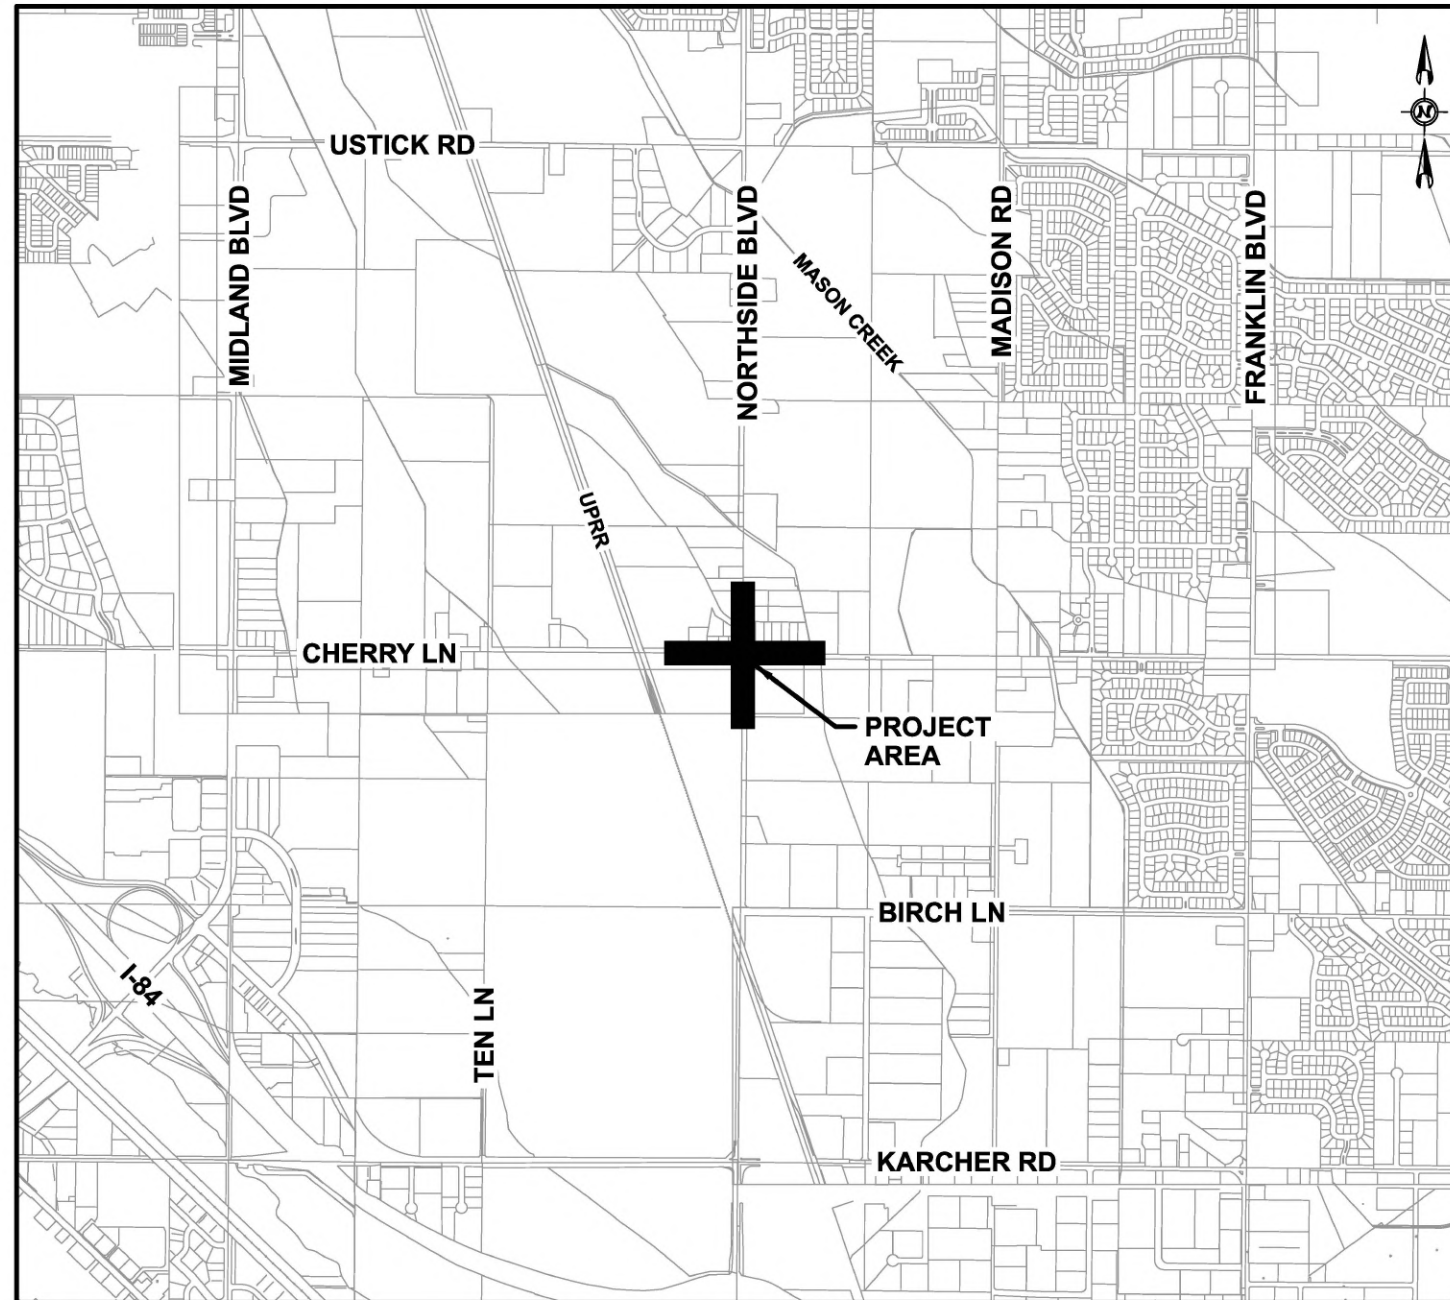 USTICK RD
MIDLAND BLVD
NORTHSIDE BLVD
MADISON RD
FRANKLIN BLVD
N
MASON CREEK
UPRR
CHERRY LN
PROJECT
AREA
BIRCH LN
I-84
TEN LN
KARCHER RD